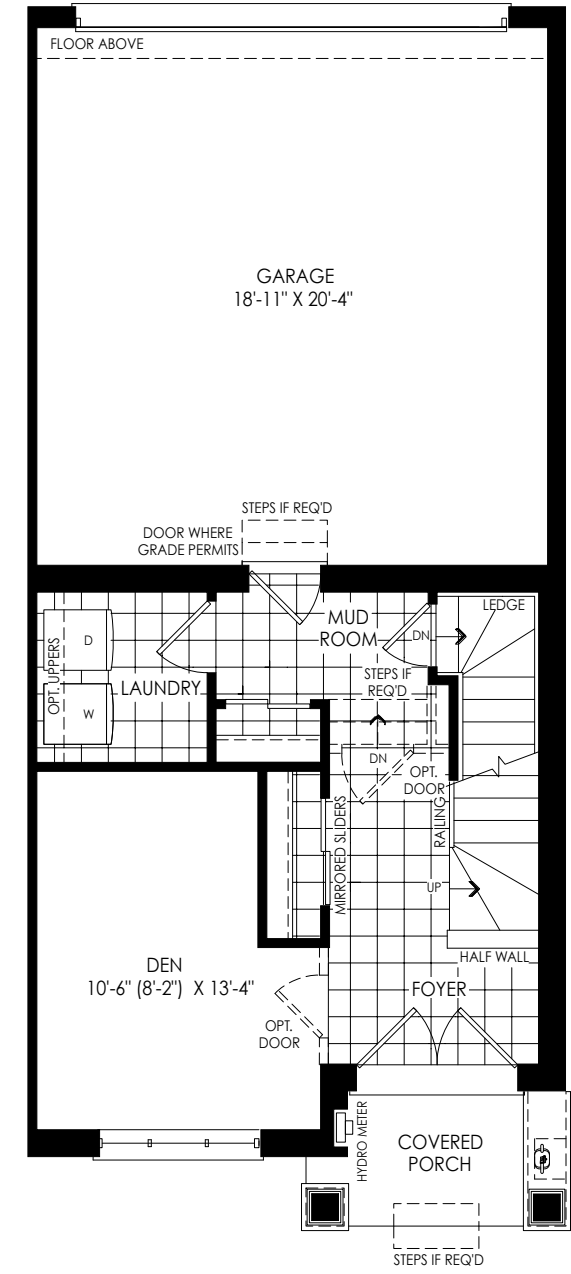 FLOOR ABOVE
GARAGE
18'-11" X 20'-4"
STEPS IF REQ'D
DOOR WHERE
GRADE PERMITS
LEDGE
MUD
ROOM
DN
D
OPT. UPPERS
LAUNDRY
W
STEPS IF
REQ'D
DN
OPT.
DOOR
RAILING
MIRRORED SLIDERS
UP
HALF WALL
DEN
10'-6" (8'-2") X 13'-4"
FOYER
OPT.
DOOR
HYDRO METER
COVERED
PORCH
STEPS IF REQ'D